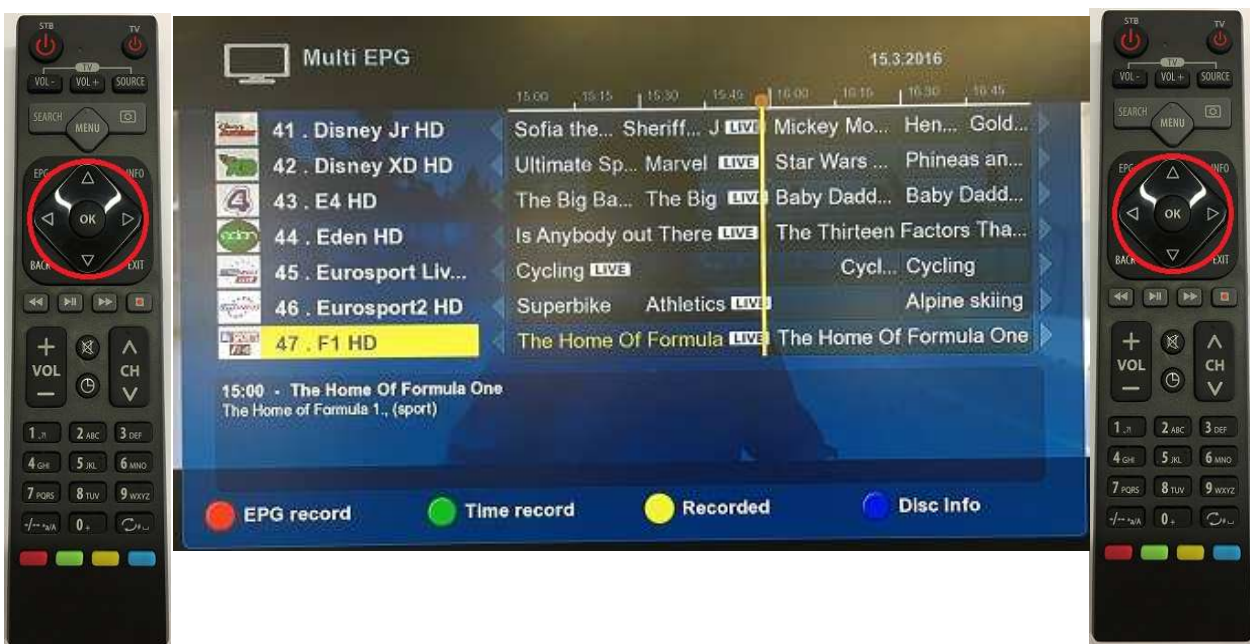 STB
TV
TV
VOL -
VOL +
SOURCE
SEARCH
MENU
INFO
OK
EXIT
VOL
CH
1
2 ABC
3 DEF
4 GHI
5 JKL
6 MNO
7 PQRS
8 TUV
9 WXYZ
0
Multi EPG
15.3.2016
15:00 15:15 15:30 15:45 16:00 16:15 16:30 16:45
41 . Disney Jr HD Sofia the... Sheriff... J LIVE Mickey Mo... Hen... Gold...
42 . Disney XD HD Ultimate Sp... Marvel LIVE Star Wars ... Phineas an...
43 . E4 HD The Big Ba... The Big LIVE Baby Dadd... Baby Dadd...
44 . Eden HD Is Anybody out There LIVE The Thirteen Factors Tha...
45 . Eurosport Liv... Cycling LIVE Cycl... Cycling
46 . Eurosport2 HD Superbike Athletics LIVE Alpine skiing
47 . F1 HD The Home Of Formula LIVE The Home Of Formula One
15:00 - The Home Of Formula One
The Home of Formula 1., (sport)
EPG record
Time record
Recorded
Disc Info
STB
TV
TV
VOL -
VOL +
SOURCE
SEARCH
MENU
OK
BACK
EXIT
VOL
CH
1
2 ABC
3 DEF
4 GHI
5 JKL
6 MNO
7 PQRS
8 TUV
9 WXYZ
0